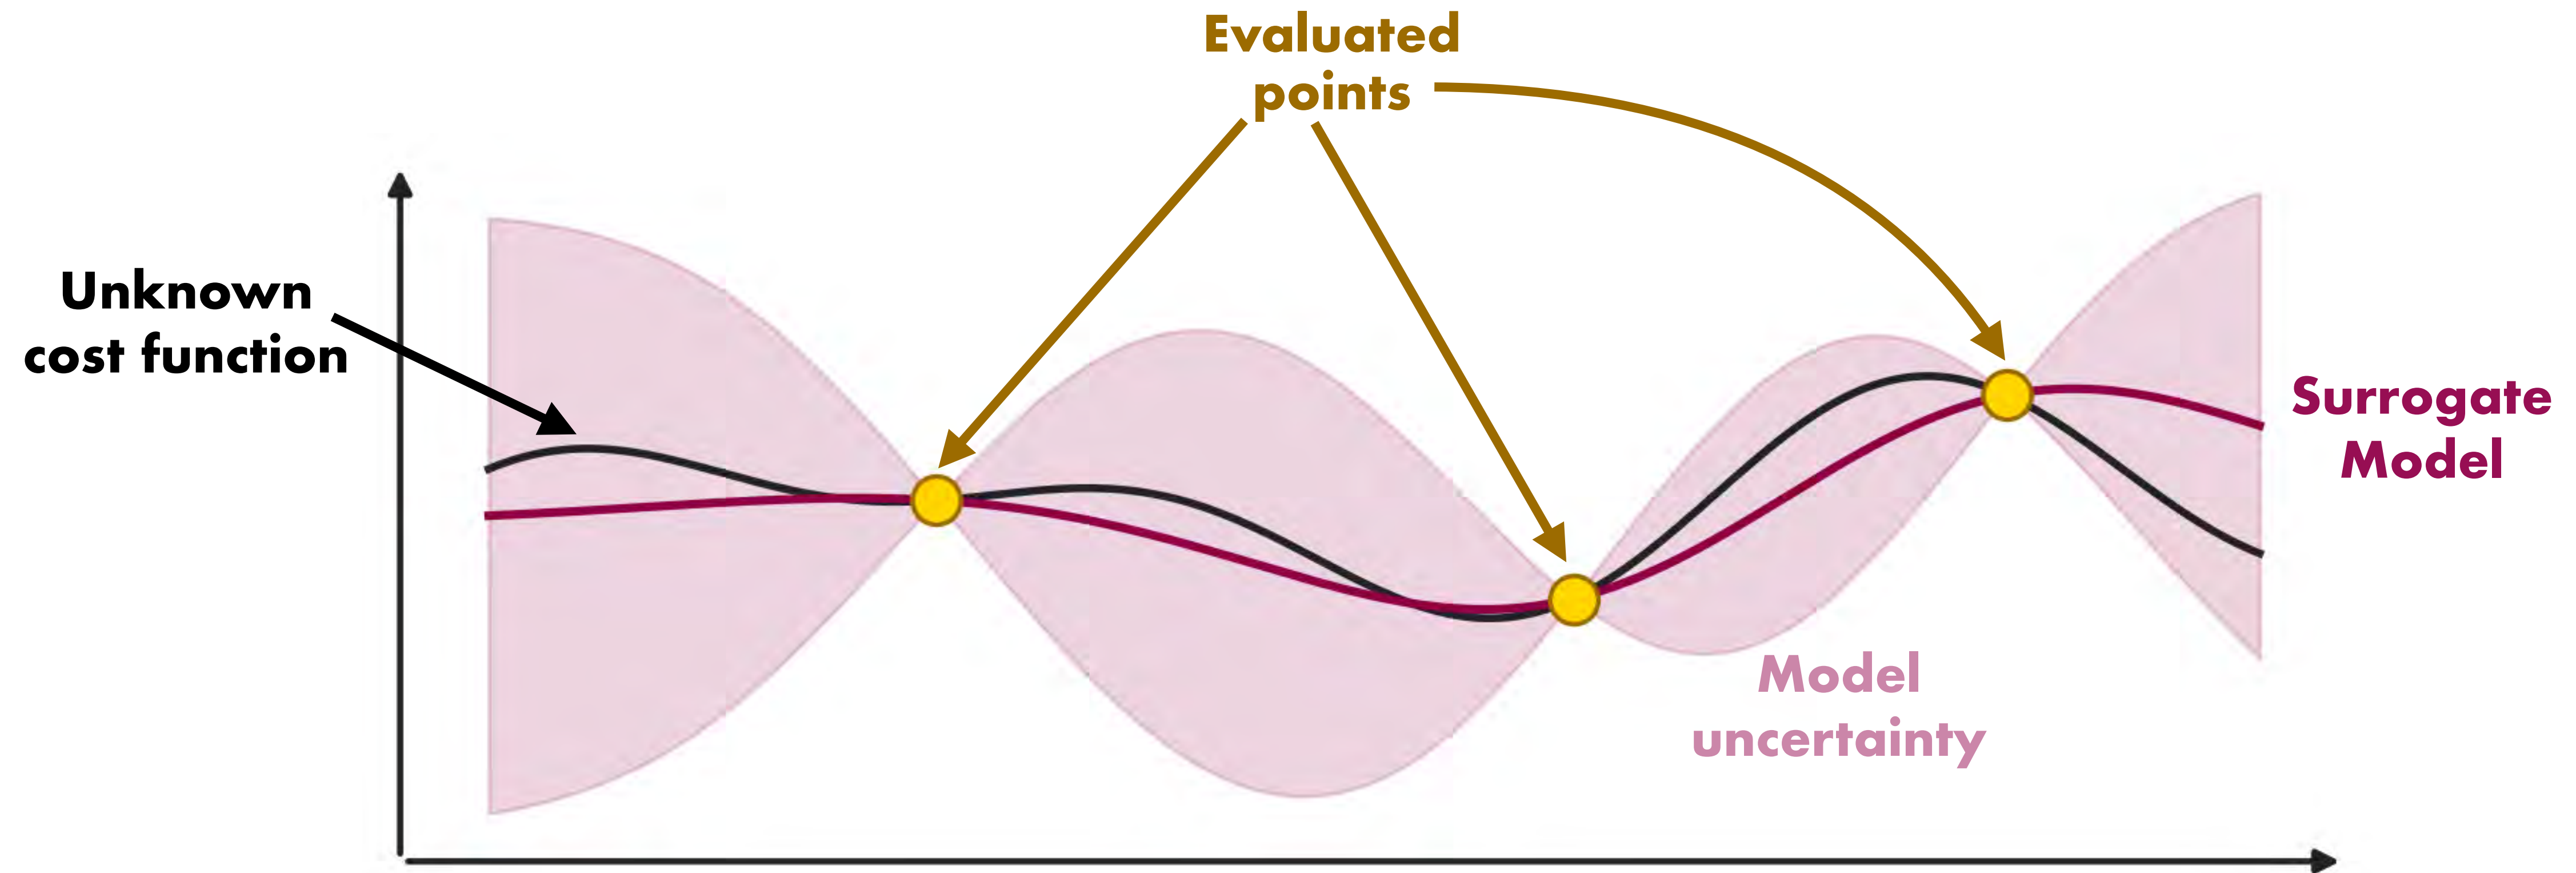 Evaluated
points
Unknown
cost function
Surrogate
Model
Model
uncertainty